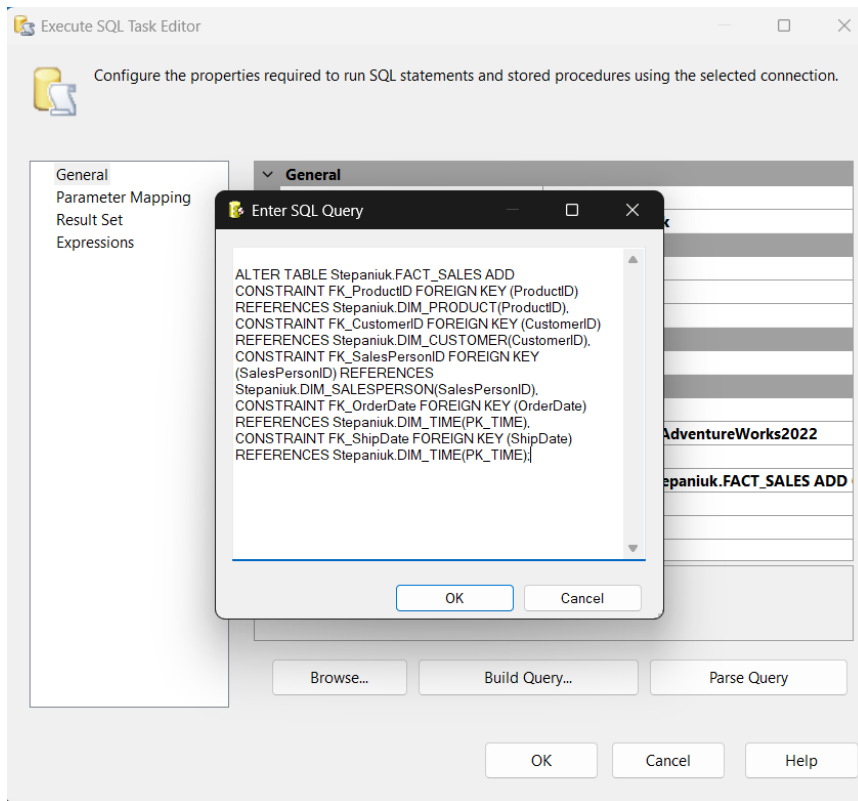 Execute SQL Task Editor
Configure the properties required to run SQL statements and stored procedures using the selected connection.
General
Parameter Mapping
Result Set
Expressions
General
Enter SQL Query
ALTER TABLE Stepaniuk.FACT_SALES ADD
CONSTRAINT FK_ProductID FOREIGN KEY (ProductID)
REFERENCES Stepaniuk.DIM_PRODUCT(ProductID),
CONSTRAINT FK_CustomerID FOREIGN KEY (CustomerID)
REFERENCES Stepaniuk.DIM_CUSTOMER(CustomerID),
CONSTRAINT FK_SalesPersonID FOREIGN KEY
(SalesPersonID) REFERENCES
Stepaniuk.DIM_SALESPERSON(SalesPersonID),
CONSTRAINT FK_OrderDate FOREIGN KEY (OrderDate)
REFERENCES Stepaniuk.DIM_TIME(PK_TIME),
CONSTRAINT FK_ShipDate FOREIGN KEY (ShipDate)
REFERENCES Stepaniuk.DIM_TIME(PK_TIME);
k
AdventureWorks2022
epaniuk.FACT_SALES ADD
OK
Cancel
Browse...
Build Query...
Parse Query
OK
Cancel
Help